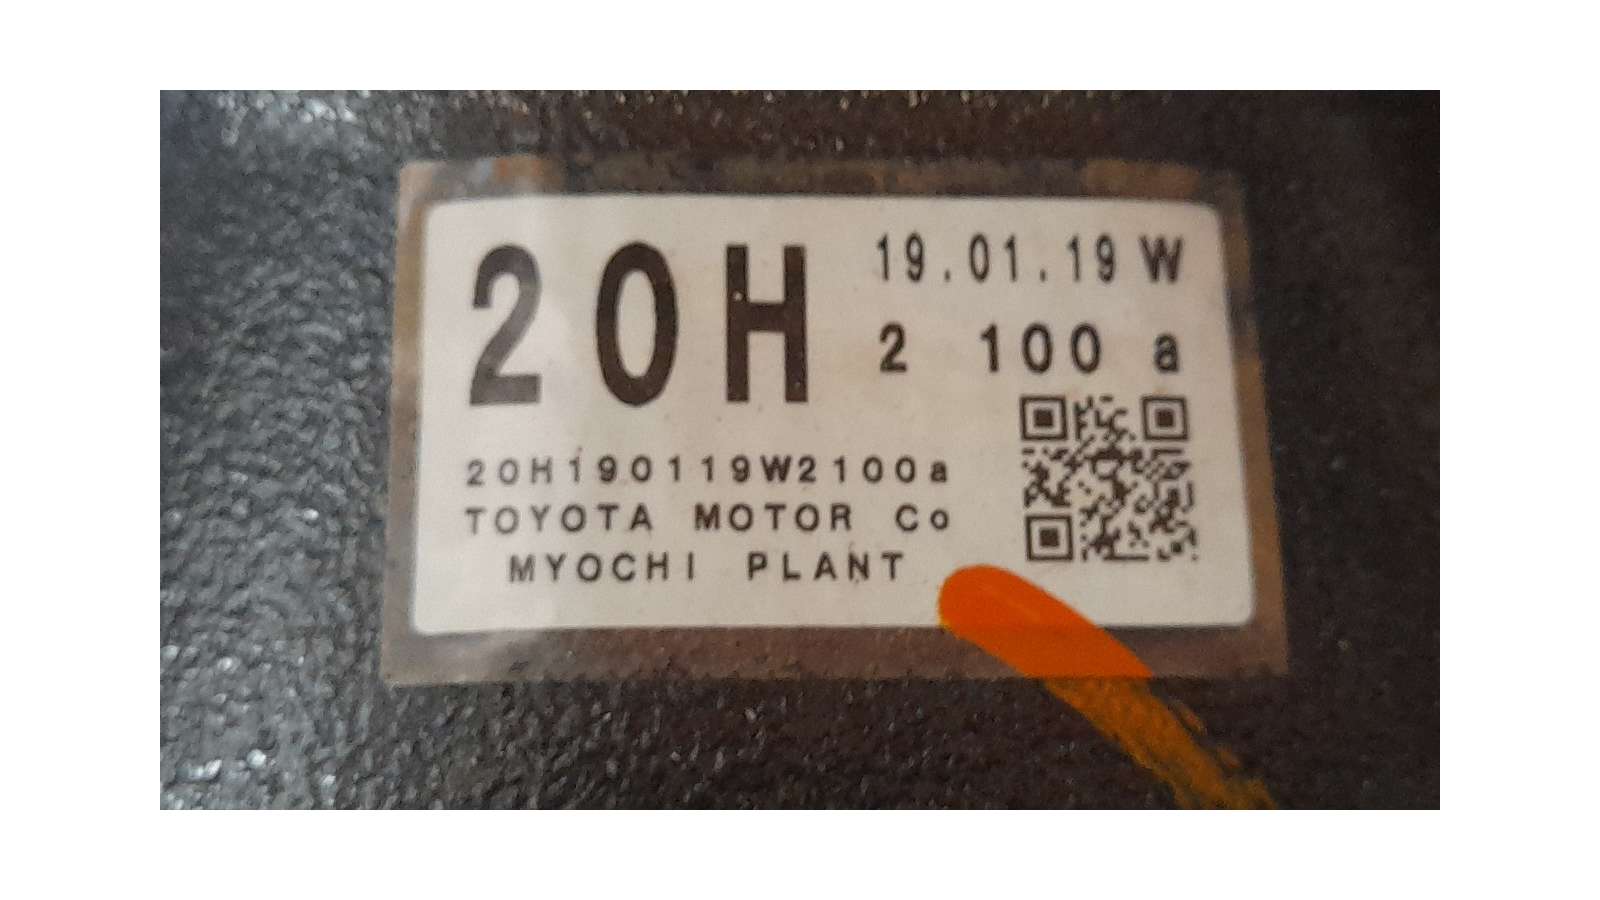 20H
19.01.19 W
2 100 a
20H190119W2100a
TOYOTA MOTOR Co
MYOCHI PLANT